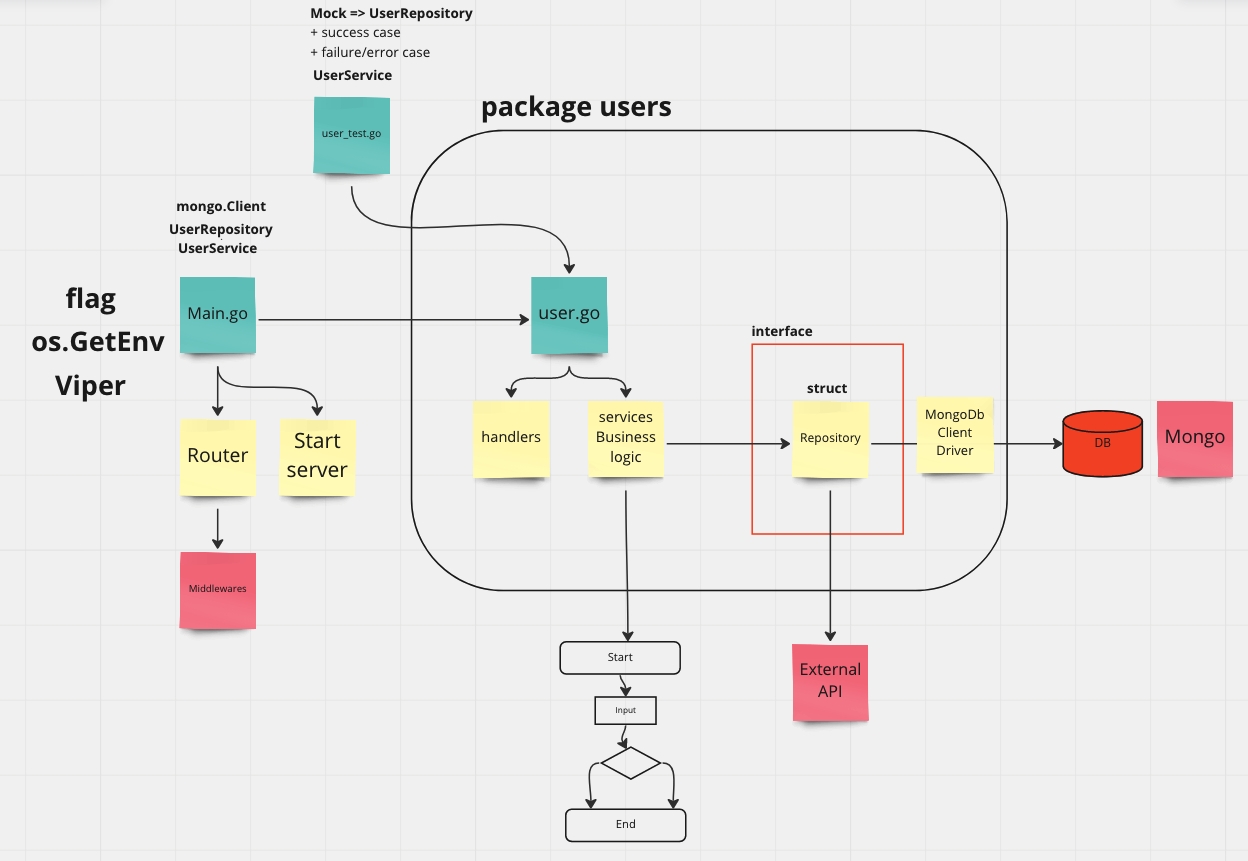 Mock => UserRepository
+ success case
+ failure/error case
UserService
user_test.go
package users
mongo.Client
UserRepository
UserService
flag
os.GetEnv
Viper
Main.go
user.go
interface
struct
handlers
services
Business
logic
Repository
MongoDb
Client
Driver
DB
Mongo
Router
Start
server
Middlewares
Start
Input
End
External
API